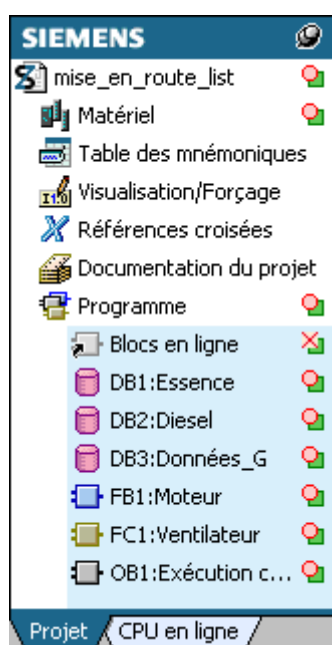 SIEMENS
mise_en_route_list
Matériel
Table des mnémoniques
Visualisation/Forçage
Références croisées
Documentation du projet
Programme
Blocs en ligne
DB1:Essence
DB2:Diesel
DB3:Données_G
FB1:Moteur
FC1:Ventilateur
OB1:Exécution c...
Projet CPU en ligne